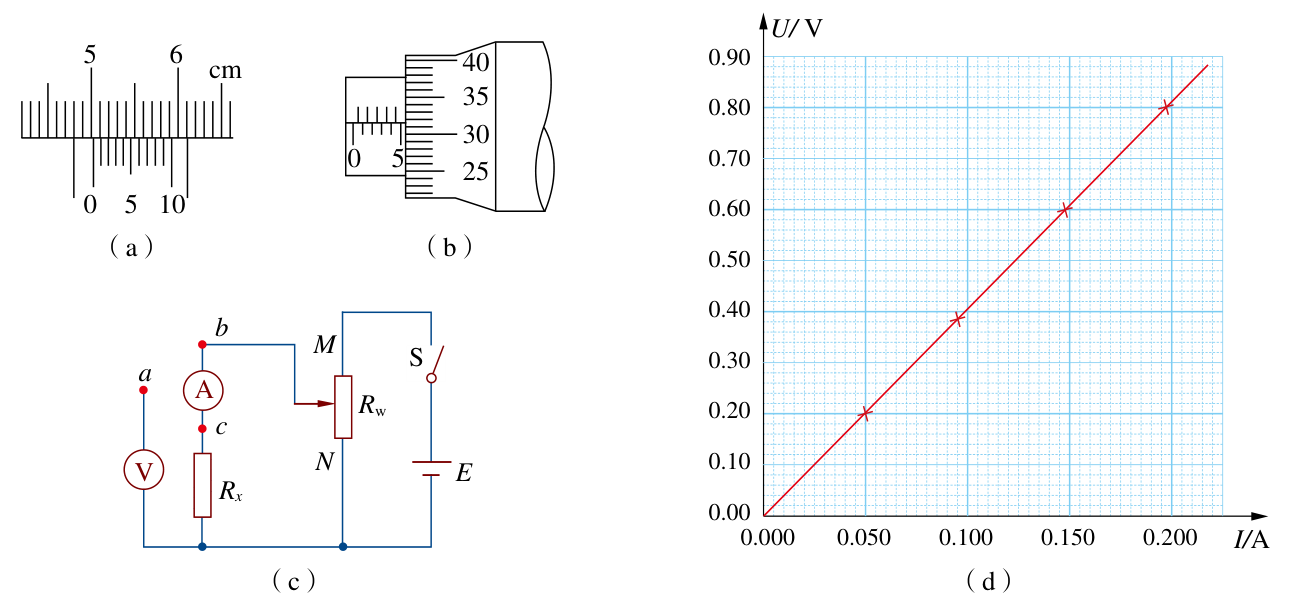 5 6 cm
0 5 10
（a）
40
35
30
25
0 5
（b）
a
b
c
A
V
Rx
M
N
Rw
S
E
（c）
U/ V
0.90
0.80
0.70
0.60
0.50
0.40
0.30
0.20
0.10
0.00
0.000 0.050 0.100 0.150 0.200 I/A
（d）